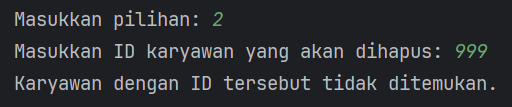 Masukkan pilihan: 2
Masukkan ID karyawan yang akan dihapus: 999
Karyawan dengan ID tersebut tidak ditemukan.